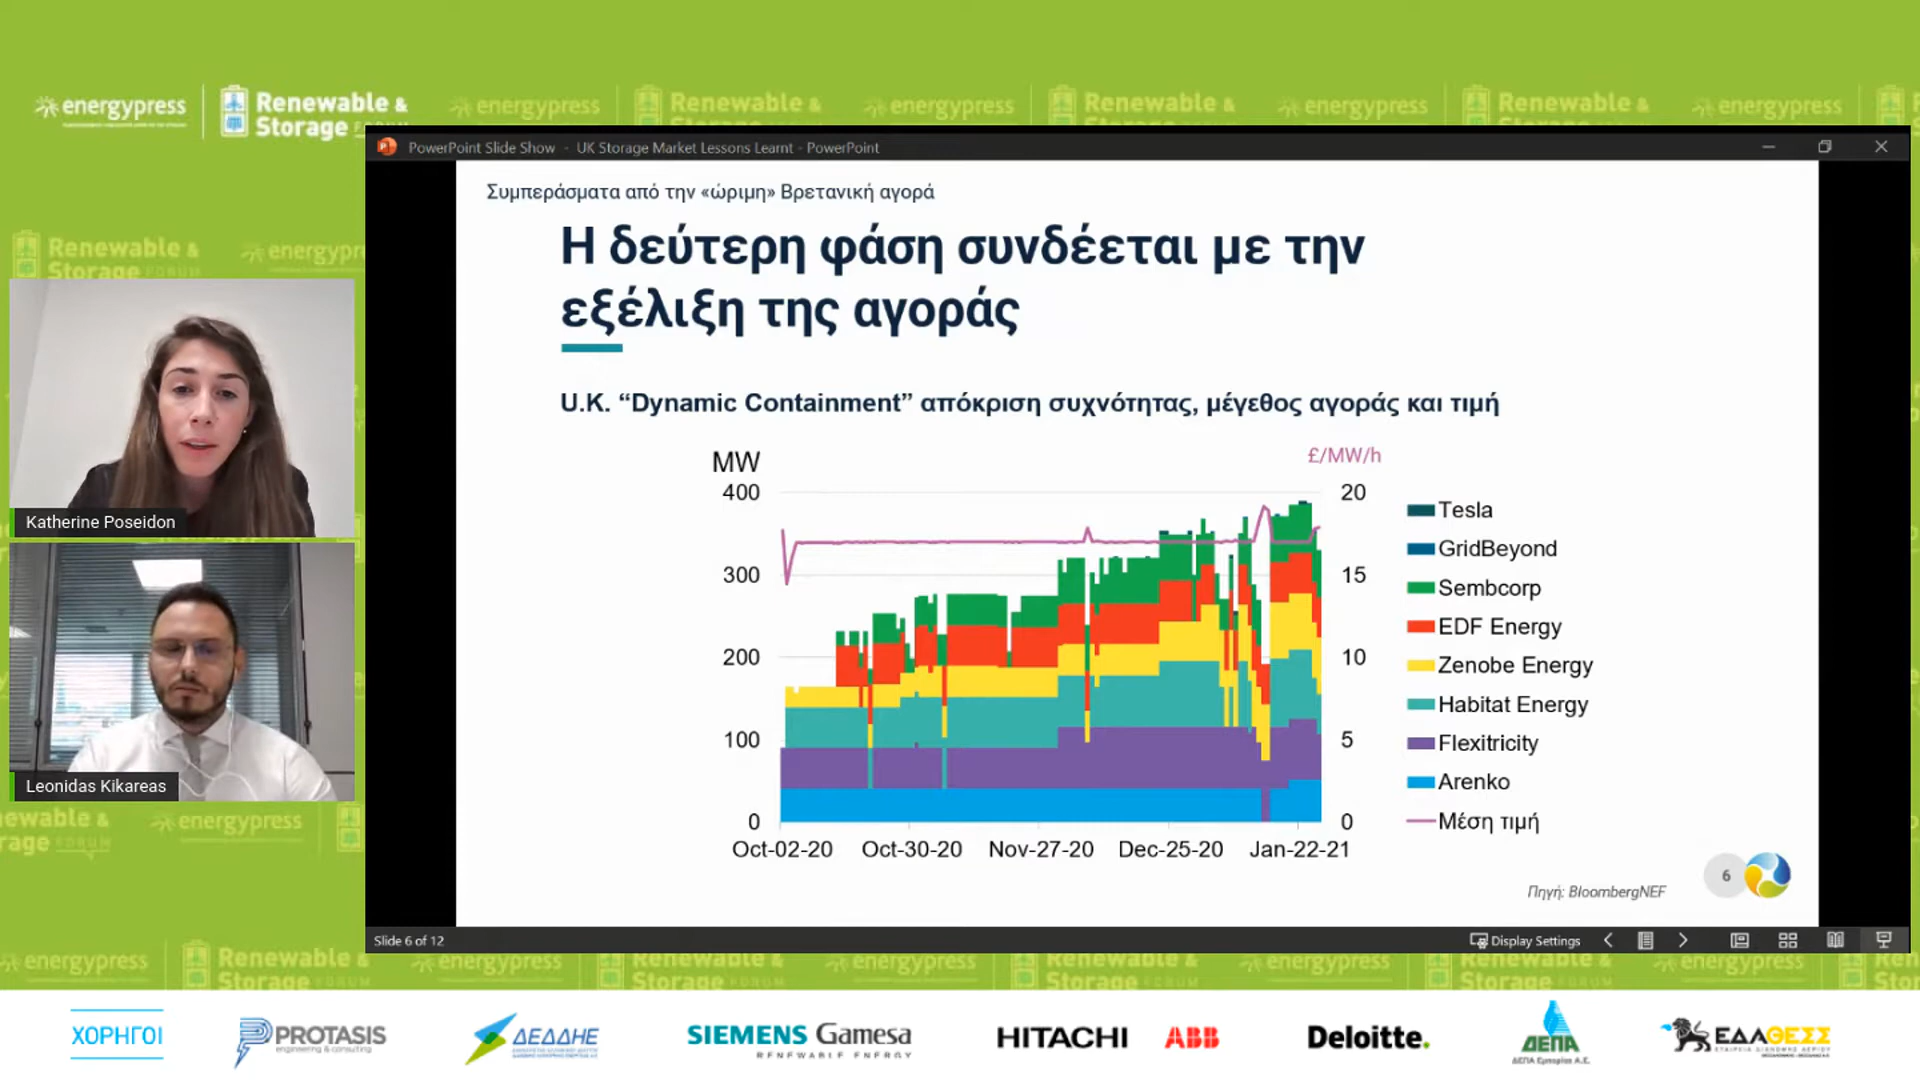 energypress
Renewable &
Storage FORUM
PowerPoint Slide Show - UK Storage Market Lessons Learnt - PowerPoint
Συμπεράσματα από την «ώριμη» Βρετανική αγορά
Η δεύτερη φάση συνδέεται με την
εξέλιξη της αγοράς
U.K. “Dynamic Containment” απόκριση συχνότητας, μέγεθος αγοράς και τιμή
MW
£/MW/h
400
300
200
100
0
20
15
10
5
0
Oct-02-20 Oct-30-20 Nov-27-20 Dec-25-20 Jan-22-21
Tesla
GridBeyond
Sembcorp
EDF Energy
Zenobe Energy
Habitat Energy
Flexitricity
Arenko
Μέση τιμή
Πηγή: BloombergNEF
6
Katherine Poseidon
Leonidas Kikareas
Slide 6 of 12
Display Settings
ΧΟΡΗΓΟΙ
PROTASIS
engineering & consulting
ΔΕΔΔΗΕ
SIEMENS Gamesa
RENEWABLE ENERGY
HITACHI ABB
Deloitte.
ΔΕΠΑ
ΔΕΠΑ Εμπορίας Α.Ε.
ΕΔΑΘΕΣΣ